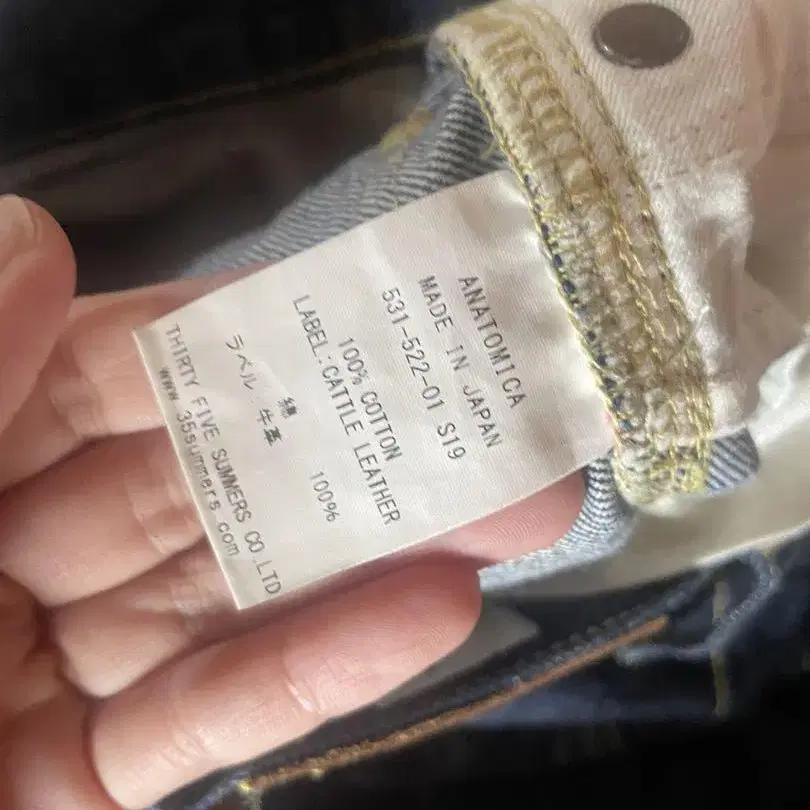 ANATOMICA
MADE IN JAPAN
531-522-01 S19
100% COTTON
LABEL:CATTLE LEATHER
綿 100%
ラベル:牛革
THIRTY FIVE SUMMERS CO.LTD
www.35summers.com